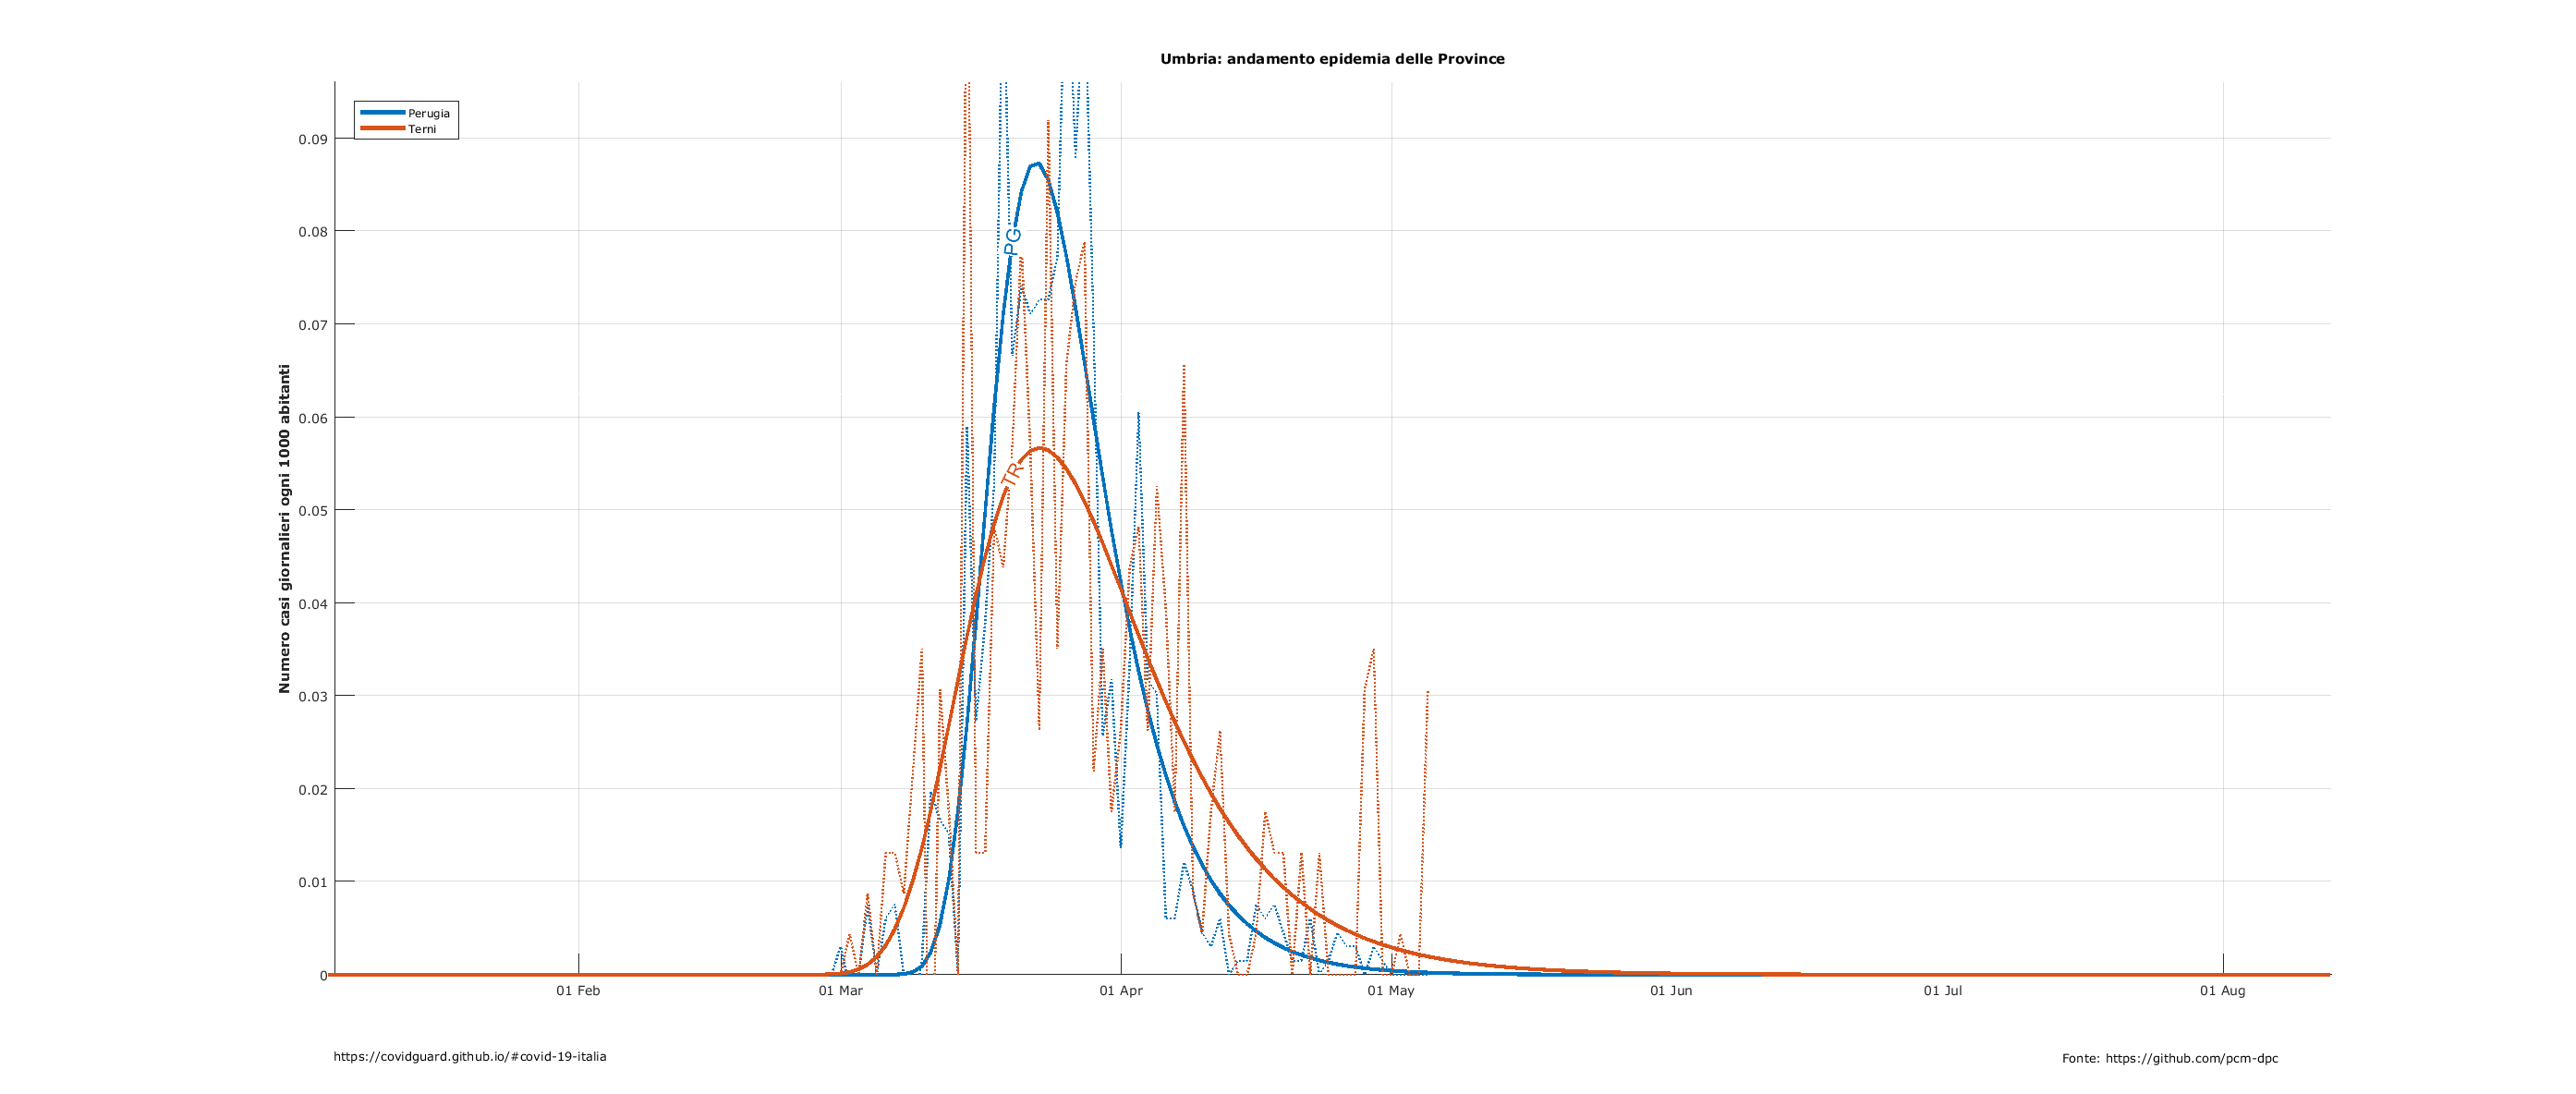 Umbria: andamento epidemia delle Province
Perugia
Terni
Numero casi giornalieri ogni 1000 abitanti
0.09
0.08
0.07
0.06
0.05
0.04
0.03
0.02
0.01
0
PG
TR
01 Feb
01 Mar
01 Apr
01 May
01 Jun
01 Jul
01 Aug
https://covidguard.github.io/#covid-19-italia
Fonte: https://github.com/pcm-dpc